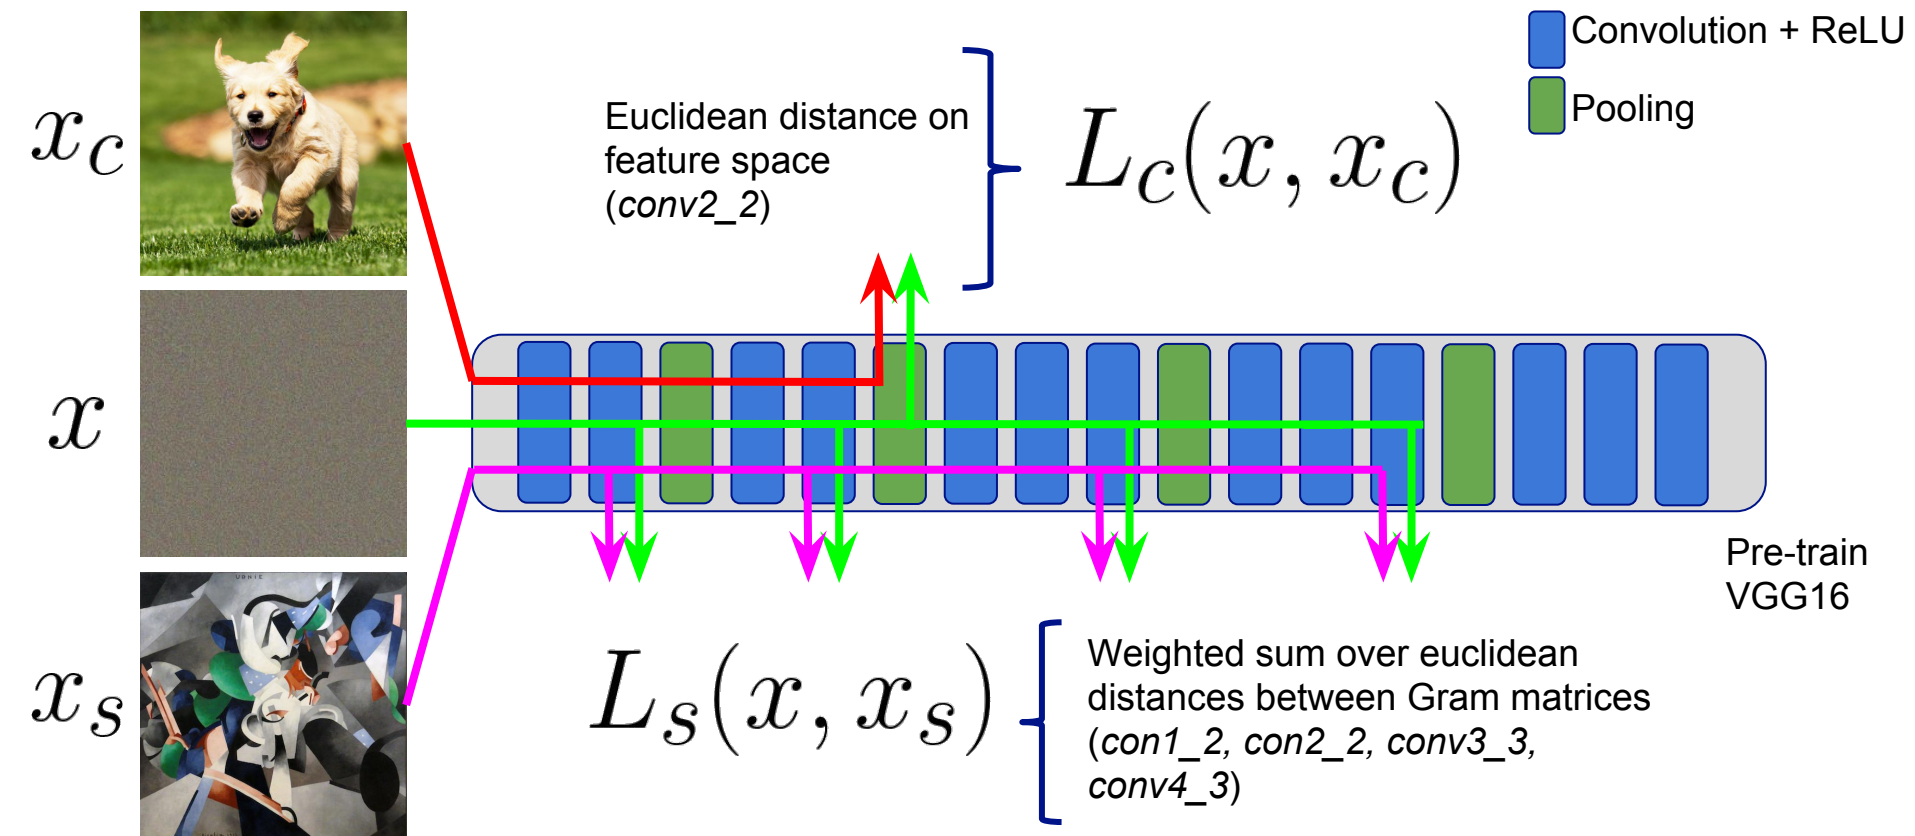 Convolution + ReLU
Pooling
x_c
Euclidean distance on
feature space
(conv2_2)
L_c(x, x_c)
x
Pre-train
VGG16
UDNIE
x_s
L_s(x, x_s)
Weighted sum over euclidean
distances between Gram matrices
(con1_2, con2_2, conv3_3,
conv4_3)